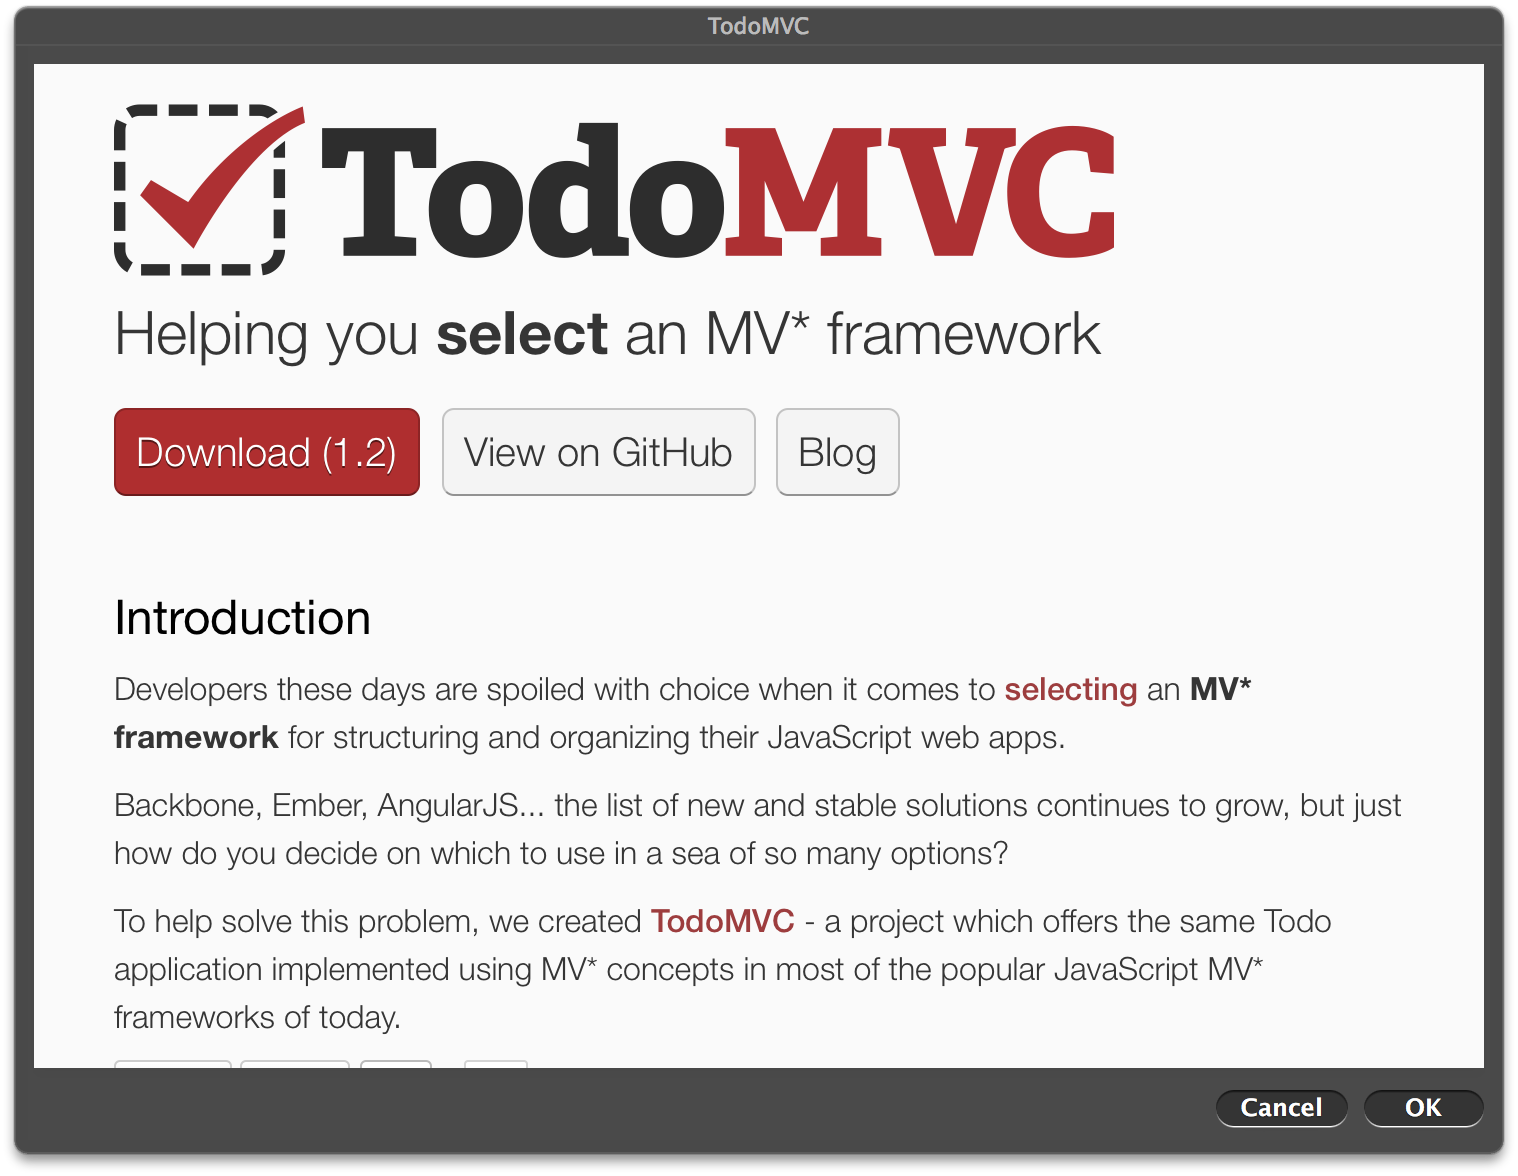 TodoMVC
TodoMVC
Helping you select an MV* framework
Download (1.2)
View on GitHub
Blog
Introduction
Developers these days are spoiled with choice when it comes to selecting an MV*
framework for structuring and organizing their JavaScript web apps.
Backbone, Ember, AngularJS... the list of new and stable solutions continues to grow, but just
how do you decide on which to use in a sea of so many options?
To help solve this problem, we created TodoMVC - a project which offers the same Todo
application implemented using MV* concepts in most of the popular JavaScript MV*
frameworks of today.
Cancel
OK